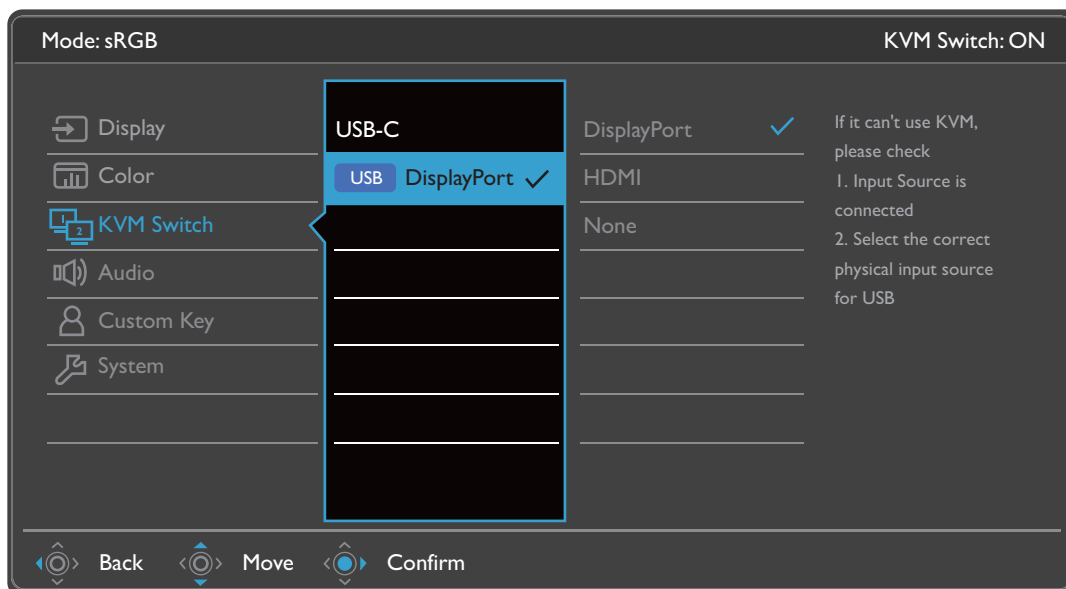 Mode: sRGB
KVM Switch: ON
Display
Color
1
2
KVM Switch
Audio
Custom Key
System
USB-C
USB DisplayPort
DisplayPort
HDMI
None
If it can't use KVM,
please check
1. Input Source is
connected
2. Select the correct
physical input source
for USB
Back
Move
Confirm